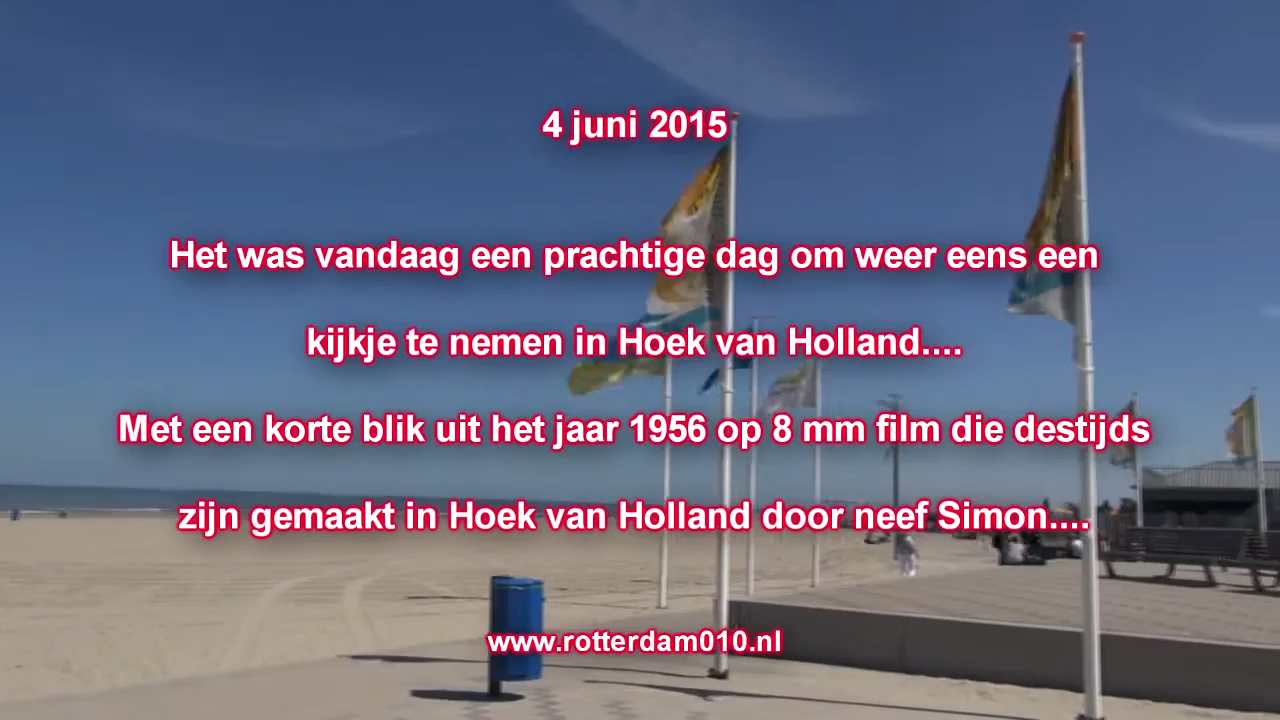 4 juni 2015
Het was vandaag een prachtige dag om weer eens een
kijkje te nemen in Hoek van Holland....
Met een korte blik uit het jaar 1956 op 8 mm film die destijds
zijn gemaakt in Hoek van Holland door neef Simon....
www.rotterdam010.nl